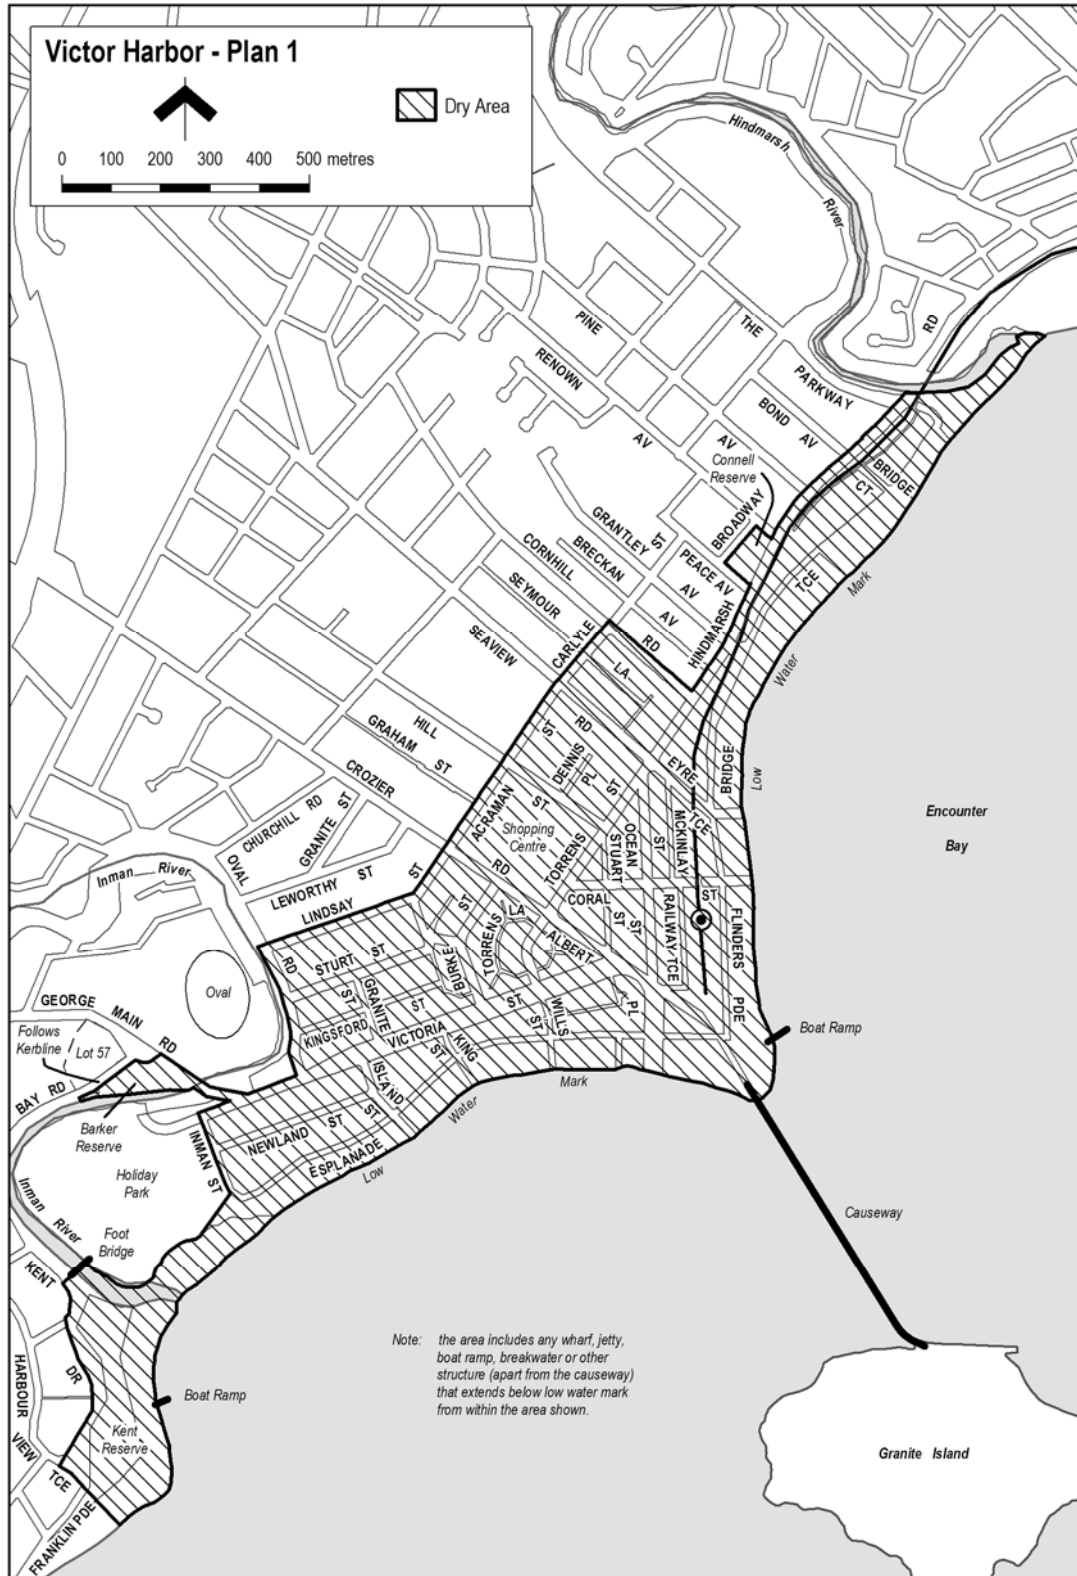 Victor Harbor - Plan 1
Dry Area
0 100 200 300 400 500 metres
Hindmarsh
River
RD
PINE
THE
RENOWN
PARKWAY
BOND AV
AV
AV
Connell
Reserve
BRIDGE
CT
BROADWAY
GRANTLEY
ST
BRECKAN
PEACE AV
CORNHILL
AV
SEYMOUR
AV
TCE
Mark
HINDMARSH
CARLYLE
RD
SEAVIEW
LA
Water
HILL
ST
RD
GRAHAM
ST
EYRE
BRIDGE
DENNIS
PL
CROZIER
ST
Low
ACRAMAN
ST
TCE
MCKINLAY
Encounter
Bay
CHURCHILL RD
Shopping
Centre
OCEAN
STUART
ST
GRANITE ST
TORRENS
OVAL
Inman River
RD
LEWORTHY ST
ST
CORAL
ST
LINDSAY
ST
LA
ST
ST
RAILWAY TCE
FLINDERS
TORRENS
ALBERT
RD
STURT ST
BURKE
Oval
GEORGE
MAIN
RD
ST
GRANITE
ST
ST
WILL'S
ST
PL
PDE
Follows
Kerbline
Lot 57
KINGSFORD
VICTORIA
KING
ST
Boat Ramp
BAY RD
ISLAND
Mark
Barker
Reserve
ST
Water
INMAN ST
NEWLAND ST
ESPLANADE
Low
Holiday
Park
Inman
River
Foot
Bridge
Causeway
KENT
DR
HARBOUR
VIEW
TCE
Boat Ramp
Note: the area includes any wharf, jetty,
boat ramp, breakwater or other
structure (apart from the causeway)
that extends below low water mark
from within the area shown.
Kent
Reserve
Granite Island
FRANKLIN PDE